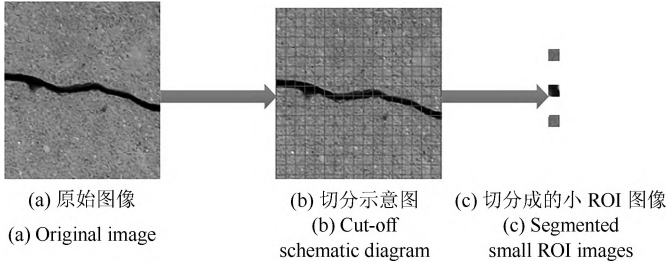 (a) 原始图像
(a) Original image
(b) 切分示意图
(b) Cut-off
schematic diagram
(c) 切分成的小 ROI 图像
(c) Segmented
small ROI images